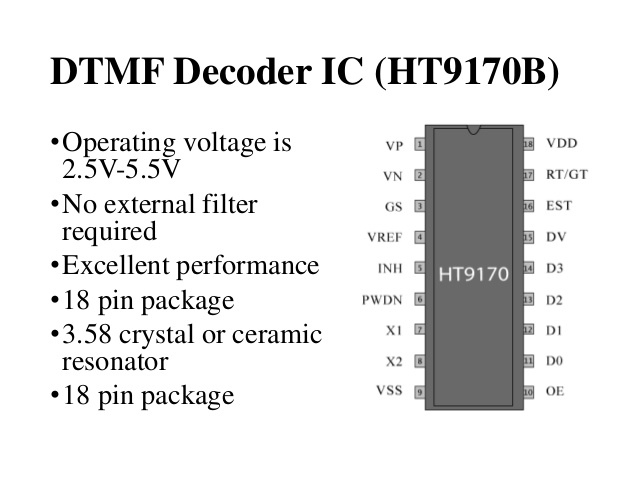 DTMF Decoder IC (HT9170B)
•Operating voltage is
2.5V-5.5V
•No external filter
required
•Excellent performance
•18 pin package
•3.58 crystal or ceramic
resonator
•18 pin package
VP 1 18 VDD
VN 2 17 RT/GT
GS 3 16 EST
VREF 4 15 DV
INH 5 14 D3
HT9170
PWDN 6 13 D2
X1 7 12 D1
X2 8 11 D0
VSS 9 10 OE